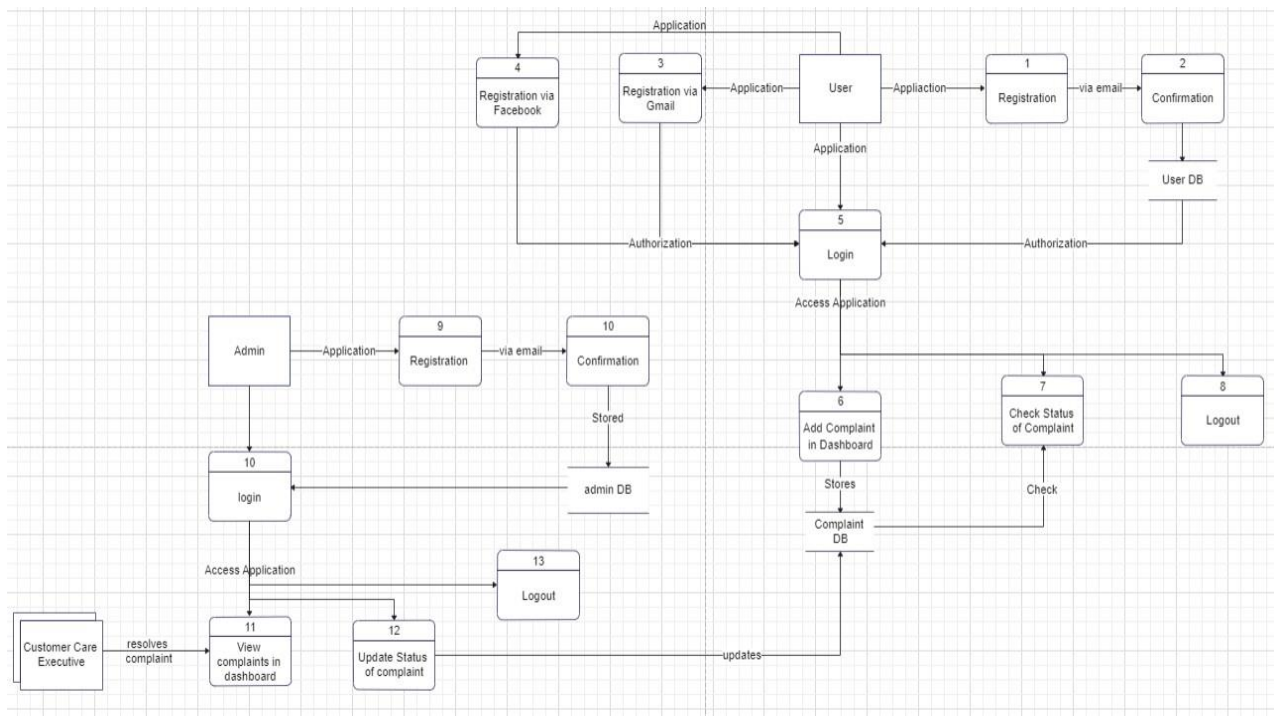 Application
4
Registration via
Facebook
3
Registration via
Gmail
Application
User
Appliaction
1
Registration
via email
2
Confirmation
Application
User DB
5
Login
Authorization
Authorization
Access Application
Admin
Application
9
Registration
via email
10
Confirmation
Stored
admin DB
10
login
6
Add Complaint
in Dashboard
7
Check Status
of Complaint
8
Logout
Stores
Check
Complaint
DB
Access Application
13
Logout
Customer Care
Executive
resolves
complaint
11
View
complaints in
dashboard
12
Update Status
of complaint
updates